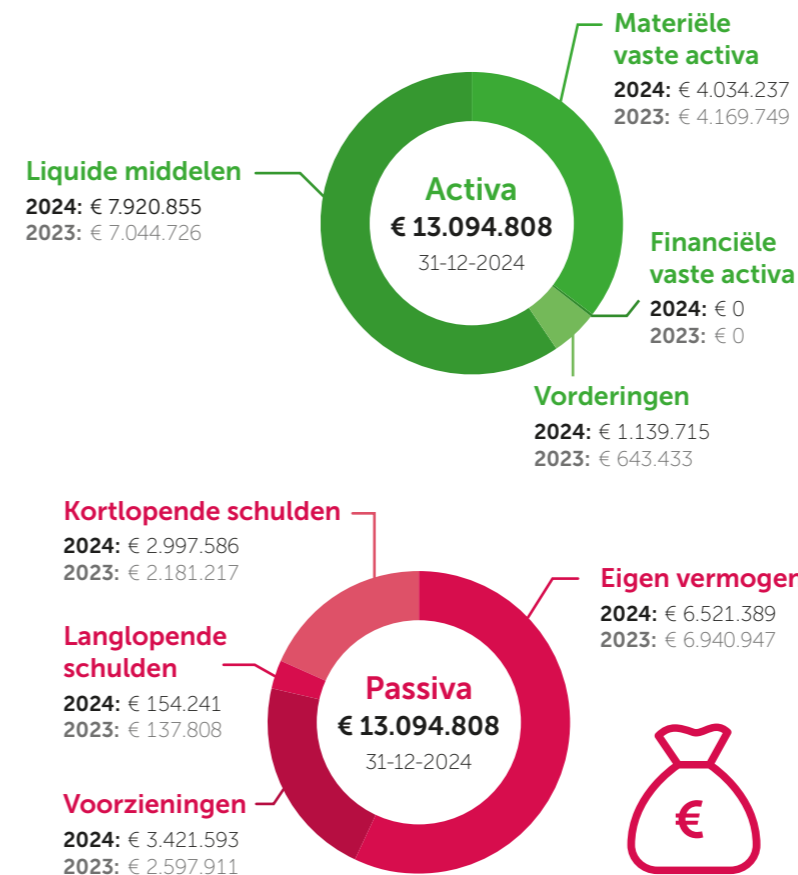 Materiële
vaste activa
2024: € 4.034.237
2023: € 4.169.749
Liquide middelen
2024: € 7.920.855
2023: € 7.044.726
Activa
€ 13.094.808
31-12-2024
Financiële
vaste activa
2024: € 0
2023: € 0
Vorderingen
2024: € 1.139.715
2023: € 643.433
Kortlopende schulden
2024: € 2.997.586
2023: € 2.181.217
Eigen vermogen
2024: € 6.521.389
2023: € 6.940.947
Langlopende
schulden
2024: € 154.241
2023: € 137.808
Passiva
€ 13.094.808
31-12-2024
Voorzieningen
2024: € 3.421.593
2023: € 2.597.911
€